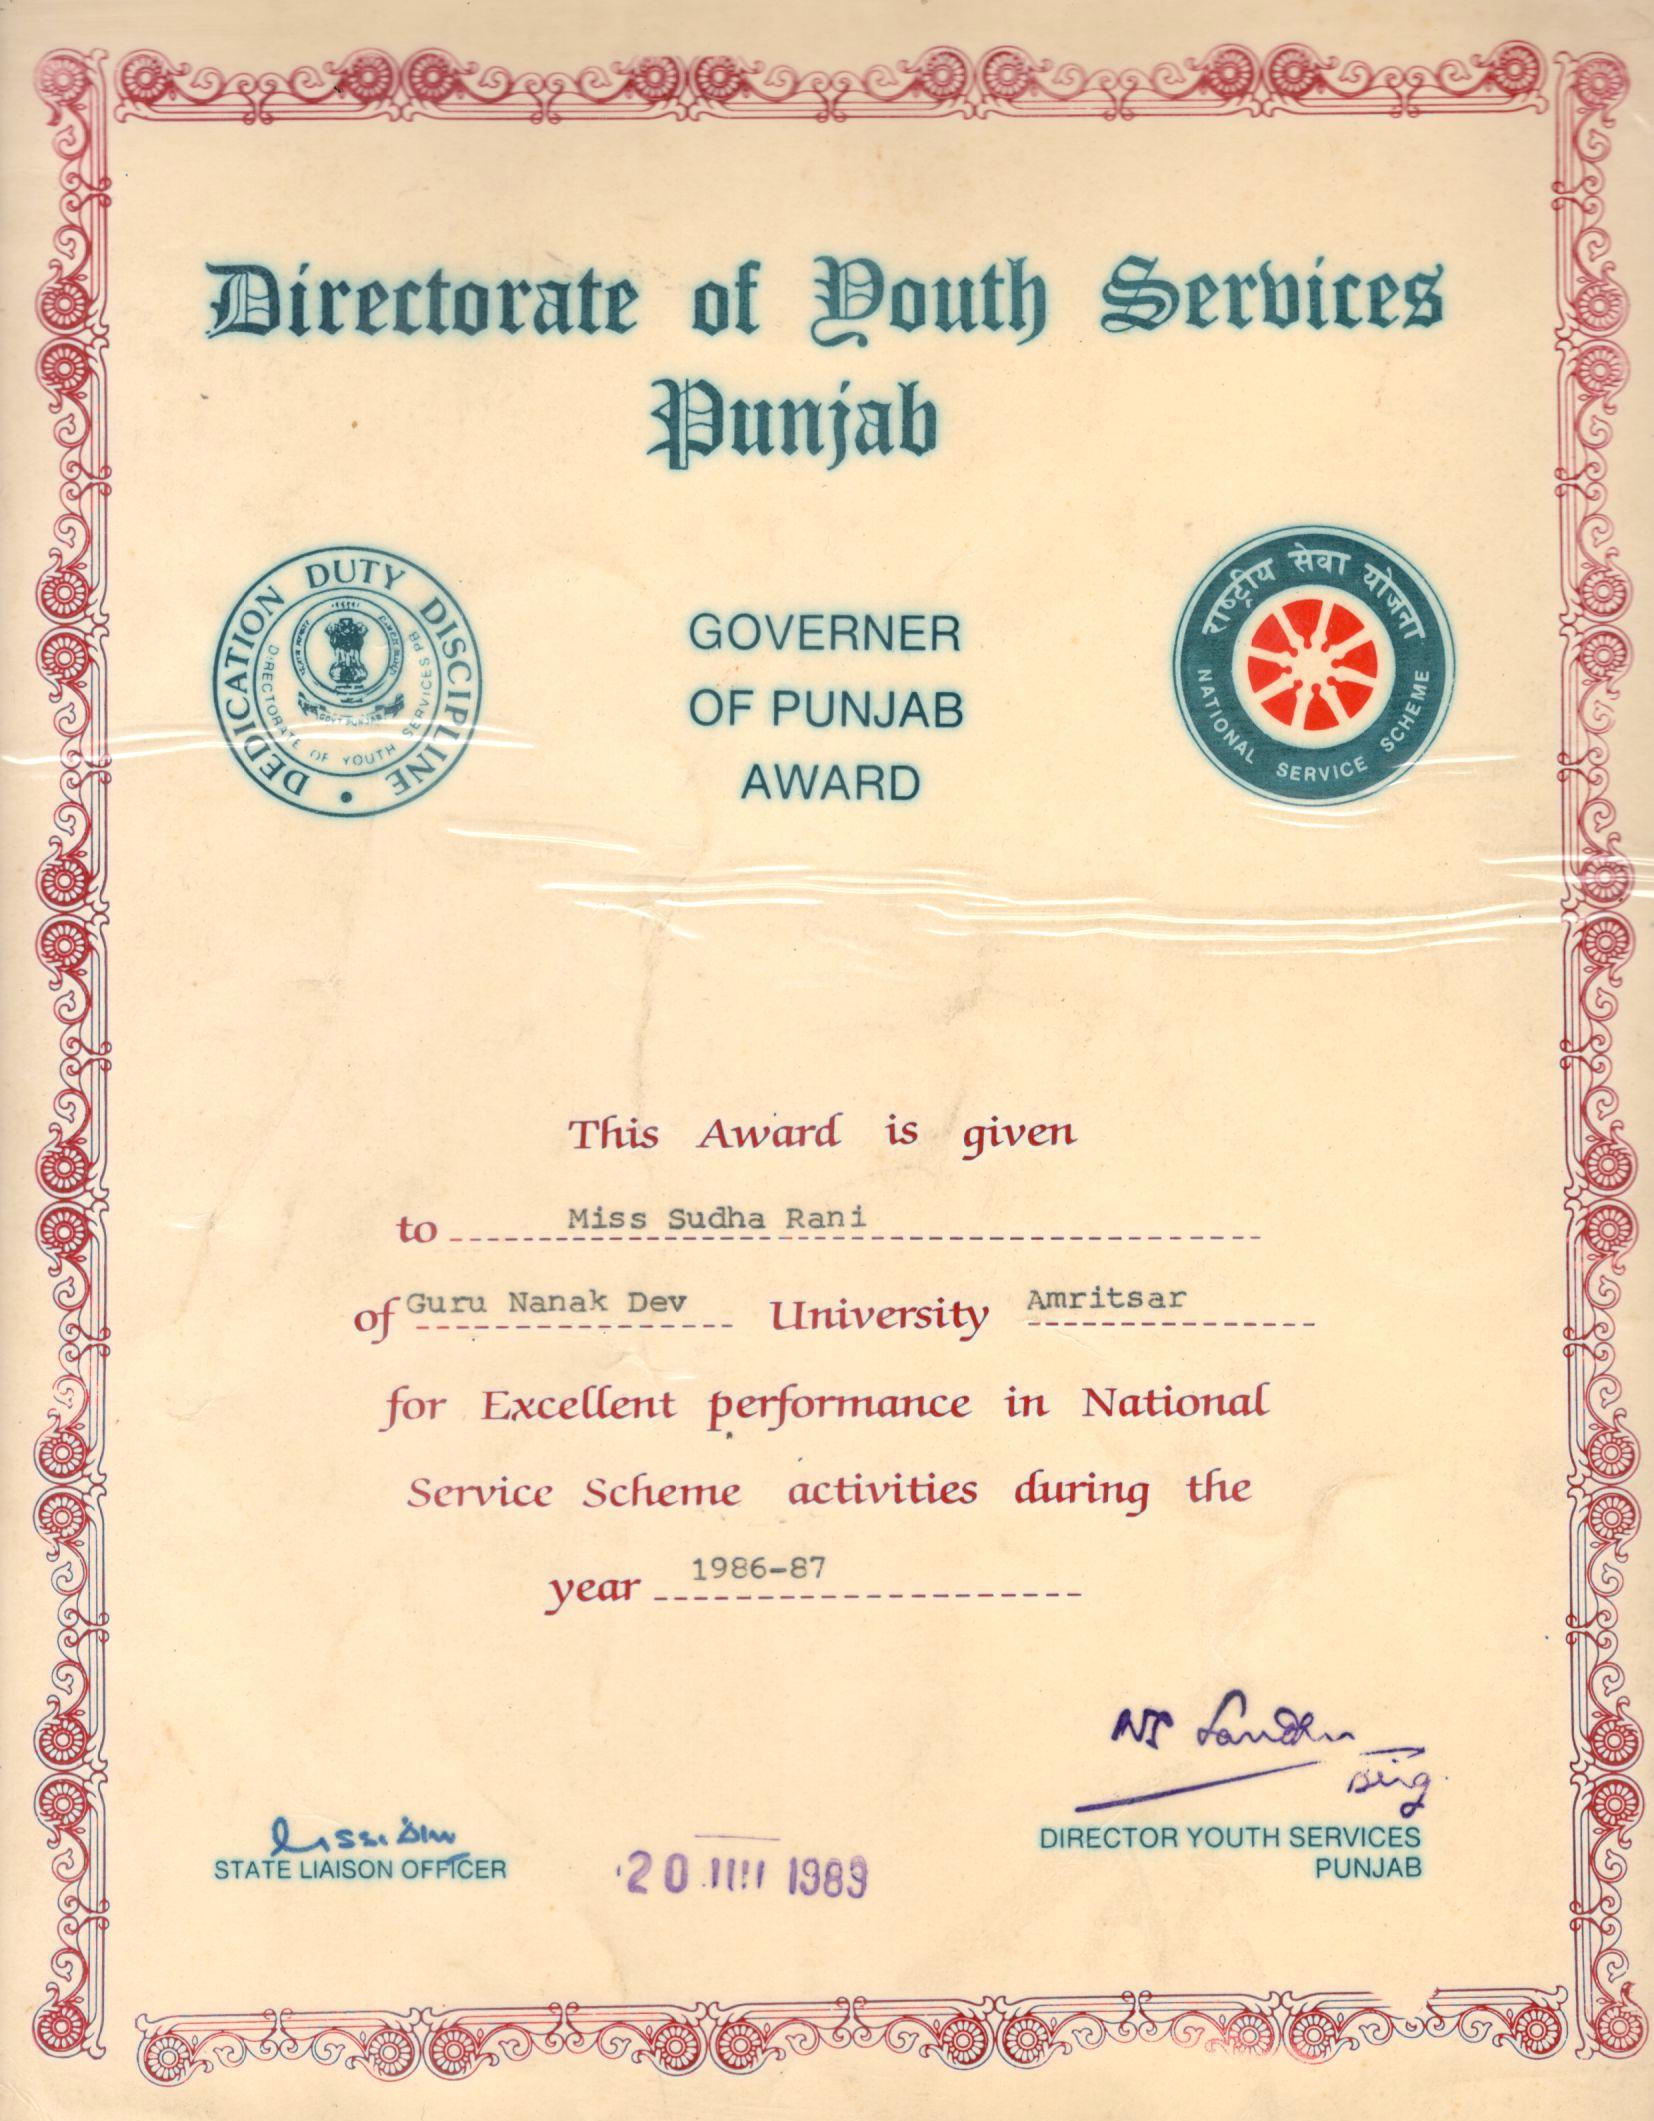 Directorate of Youth Services
Punjab
DEDICATION DUTY DISCIPLINE
DIRECTORATE OF YOUTH SERVICES PB
GOVT PUNJAB
GOVERNER
OF PUNJAB
AWARD
राष्ट्रीय सेवा योजना
NATIONAL SERVICE SCHEME
This Award is given
to Miss Sudha Rani
of Guru Nanak Dev University Amritsar
for Excellent performance in National
Service Scheme activities during the
year 1986-87
NS Sandhu
Brig
STATE LIAISON OFFICER
20 1989
DIRECTOR YOUTH SERVICES
PUNJAB